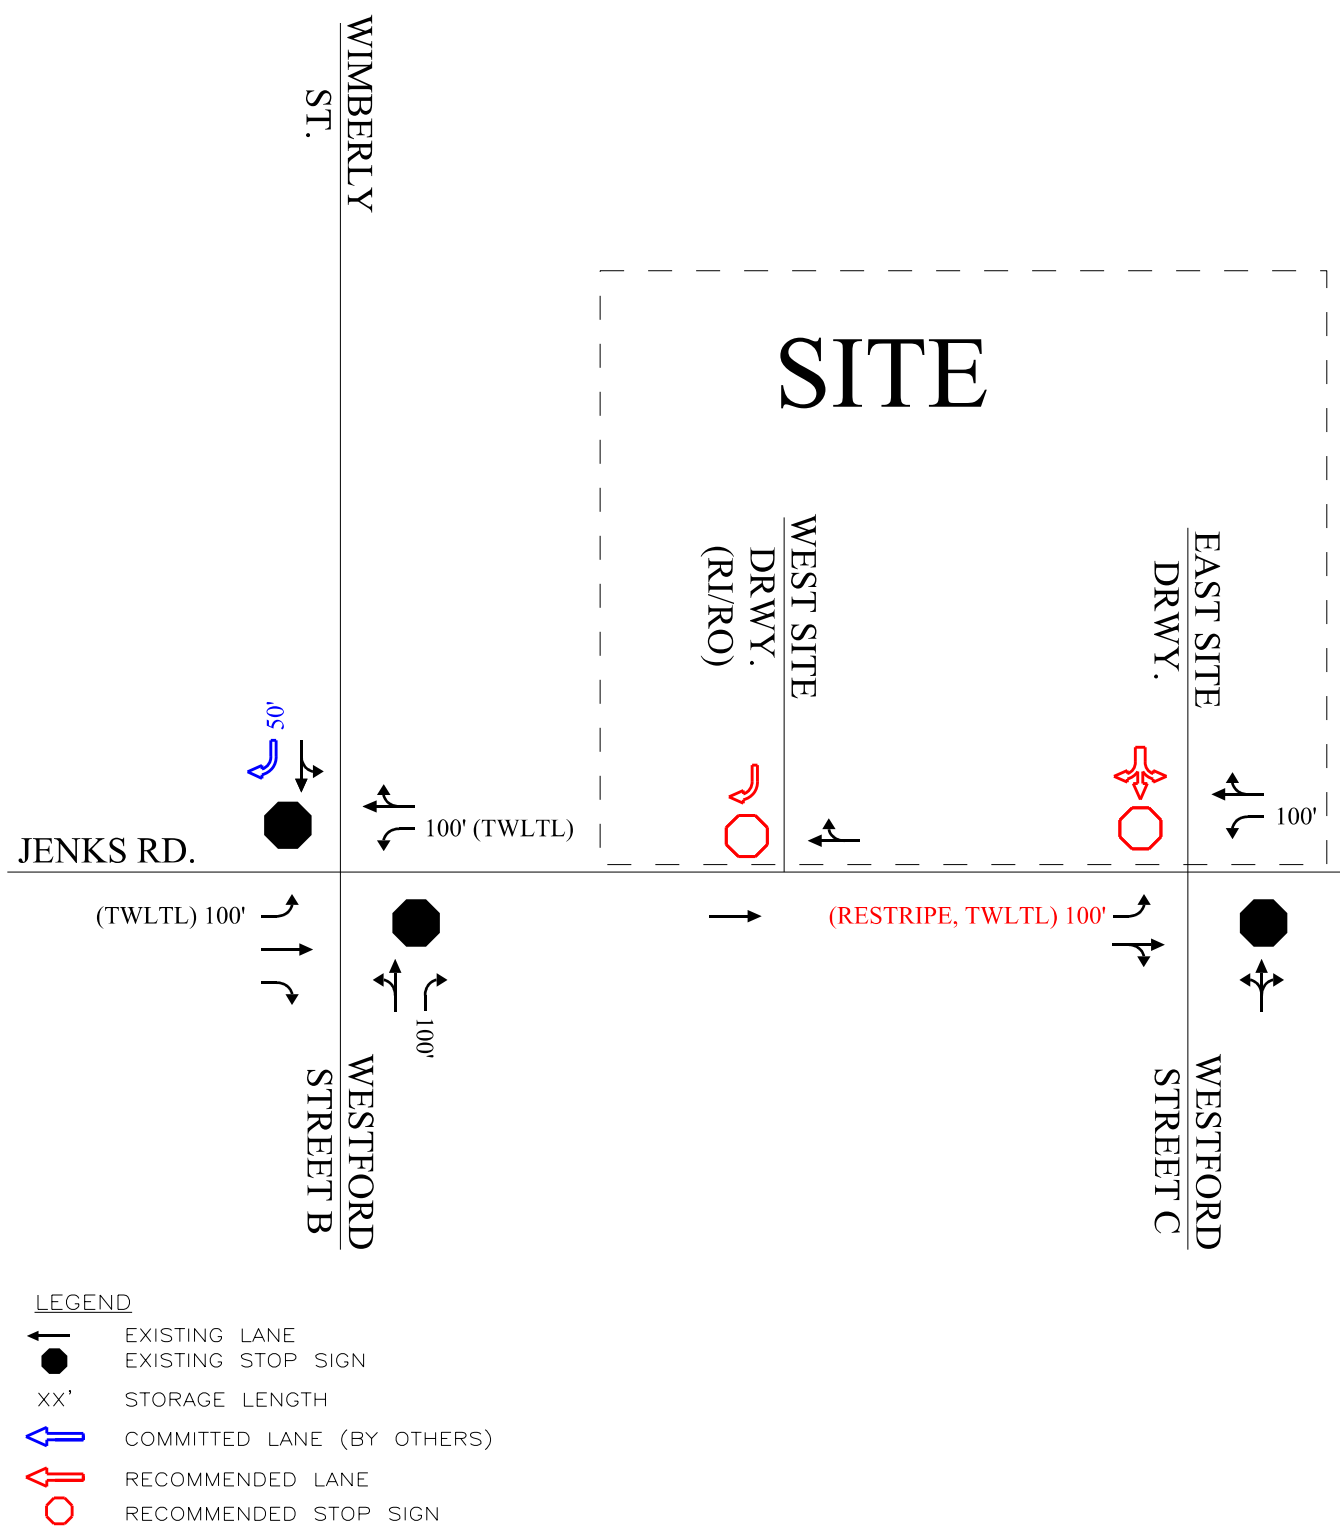 WIMBERLY
ST.
SITE
WEST SITE
DRWY.
(RI/RO)
EAST SITE
DRWY.
50'
100' (TWLTL)
100'
JENKS RD.
(TWLTL) 100'
(RESTRIPE, TWLTL) 100'
100'
WESTFORD
STREET B
WESTFORD
STREET C
LEGEND
EXISTING LANE
EXISTING STOP SIGN
XX' STORAGE LENGTH
COMMITTED LANE (BY OTHERS)
RECOMMENDED LANE
RECOMMENDED STOP SIGN